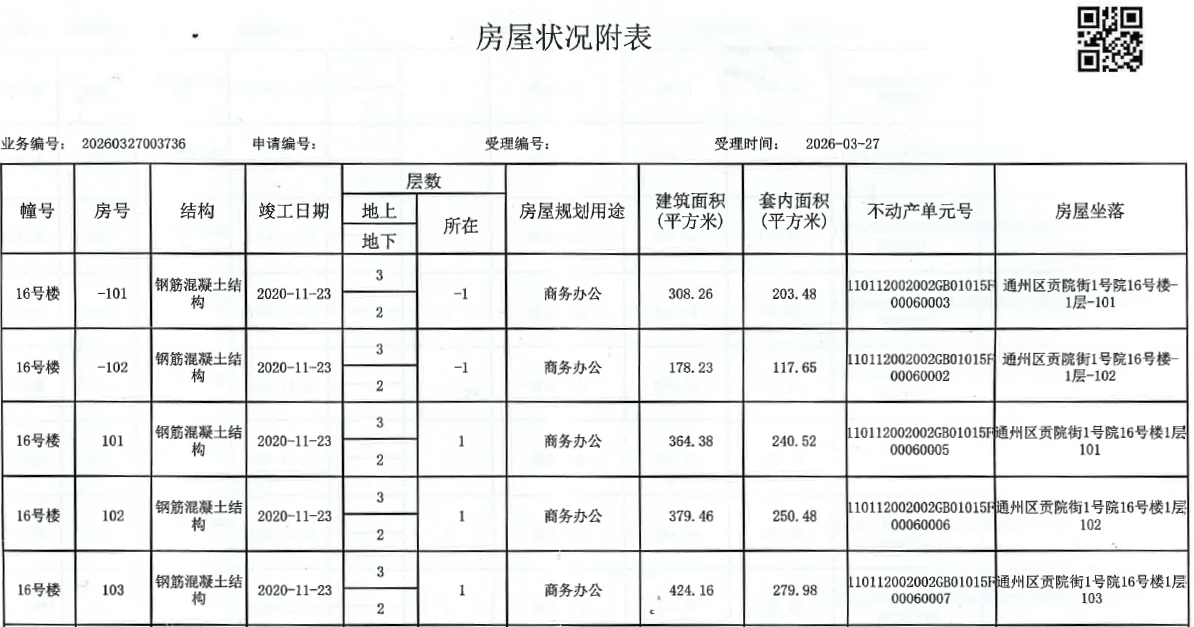 房屋状况附表
业务编号： 20260327003736 申请编号： 受理编号： 受理时间： 2026-03-27
幢号 房号 结构 竣工日期 层数 地上 地下 所在 房屋规划用途 建筑面积(平方米) 套内面积(平方米) 不动产单元号 房屋坐落
16号楼 -101 钢筋混凝土结构 2020-11-23 3 2 -1 商务办公 308.26 203.48 110112002002GB01015F00060003 通州区贡院街1号院16号楼-1层-101
16号楼 -102 钢筋混凝土结构 2020-11-23 3 2 -1 商务办公 178.23 117.65 110112002002GB01015F00060002 通州区贡院街1号院16号楼-1层-102
16号楼 101 钢筋混凝土结构 2020-11-23 3 2 1 商务办公 364.38 240.52 110112002002GB01015F00060005 通州区贡院街1号院16号楼1层101
16号楼 102 钢筋混凝土结构 2020-11-23 3 2 1 商务办公 379.46 250.48 110112002002GB01015F00060006 通州区贡院街1号院16号楼1层102
16号楼 103 钢筋混凝土结构 2020-11-23 3 2 1 商务办公 424.16 279.98 110112002002GB01015F00060007 通州区贡院街1号院16号楼1层103